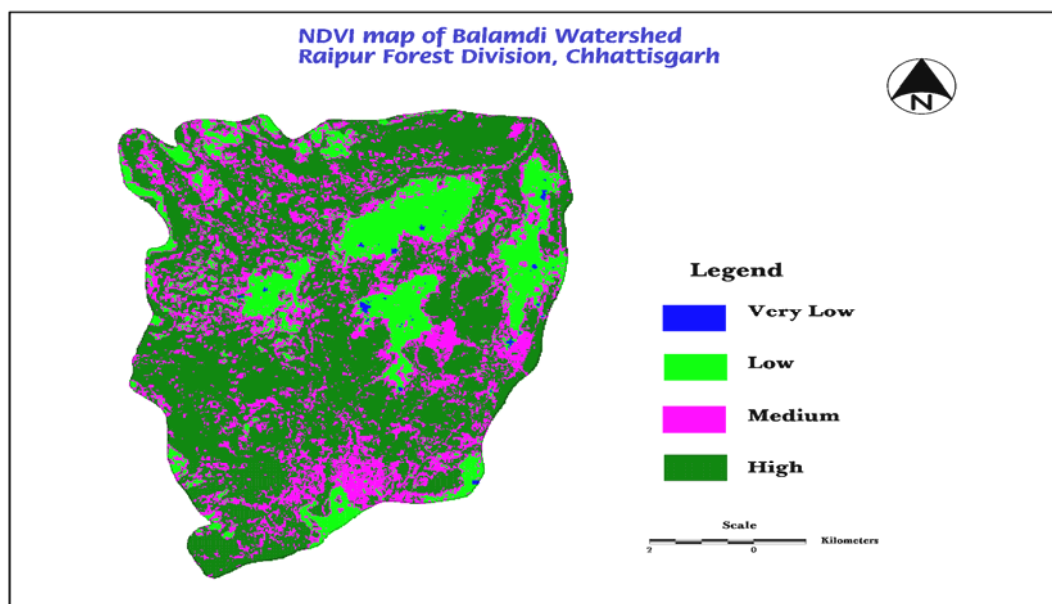 NDVI map of Balamdi Watershed
Raipur Forest Division, Chhattisgarh
N
Legend
Very Low
Low
Medium
High
Scale
2 0 Kilometers